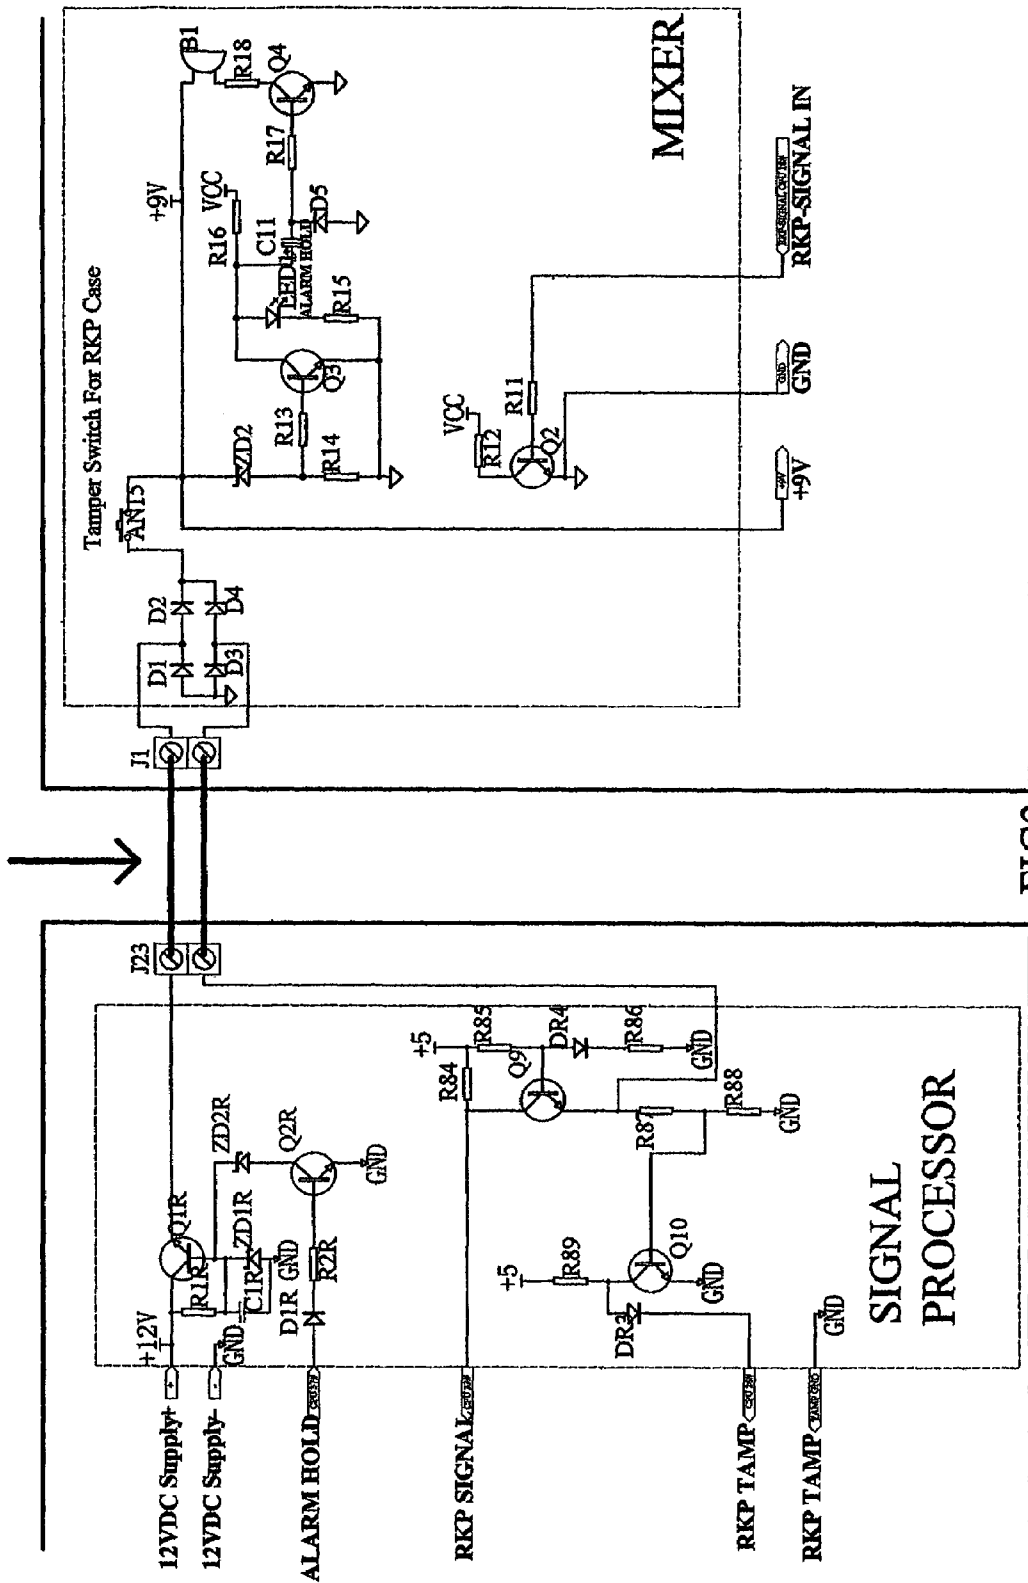 Tamper Switch For RKP Case
+9V
B1
R18
Q4
R17
VCC
R16
C11
D5
LED1
ALARM HOLD
R15
Q3
R13
R14
ZD2
AN15
D2
D4
D1
D3
J1
VCC
R12
R11
Q2
MIXER
+9V
GND
GND
RKP-SIGNAL IN
J23
+12V
Q1R
R1R
ZD2R
ZD1R
C1R
GND
GND
Q2R
R2R
D1R
GND
+5
R84
R85
Q9
DR4
R86
GND
R87
R88
GND
+5
R89
Q10
GND
DR3
GND
SIGNAL
PROCESSOR
12VDC Supply+
+
12VDC Supply-
-
ALARM HOLD
RKP SIGNAL
RKP TAMP
RKP TAMP
TAMP GND